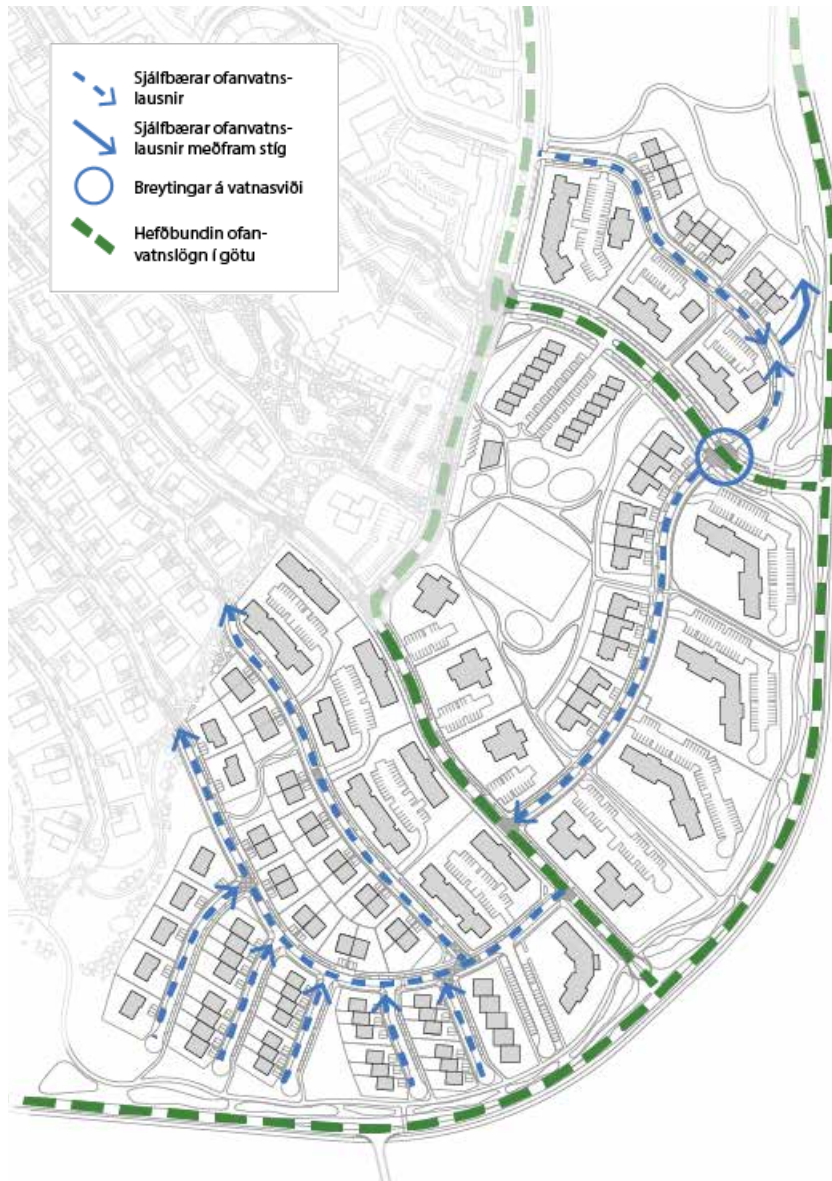 Sjálfbærar ofanvatns-
lausnir
Sjálfbærar ofanvatns-
lausnir meðfram stíg
Breytingar á vatnasviði
Hefðbundin ofan-
vatnslögn í götu